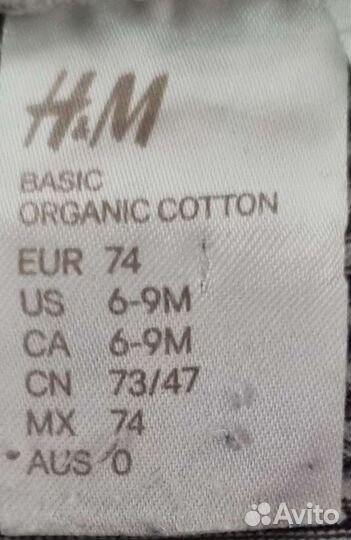 H&M
BASIC
ORGANIC COTTON
EUR 74
US 6-9M
CA 6-9M
CN 73/47
MX 74
AUS 0
Avito